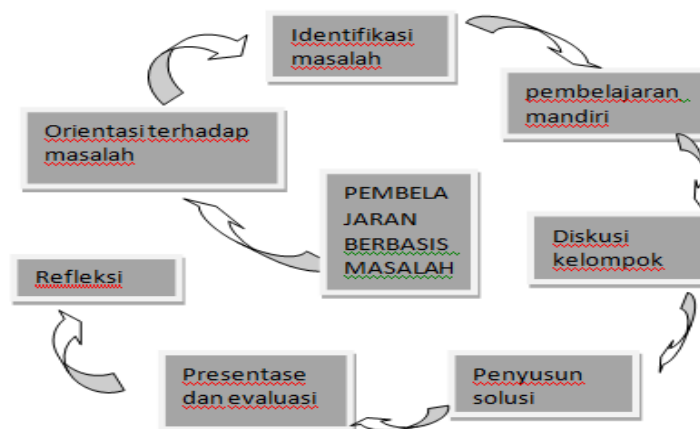 Identifikasi
masalah
pembelajaran
mandiri
Orientasi terhadap
masalah
PEMBELA
JARAN
BERBASIS
MASALAH
Diskusi
kelompok
Refleksi
Presentase
dan evaluasi
Penyusun
solusi